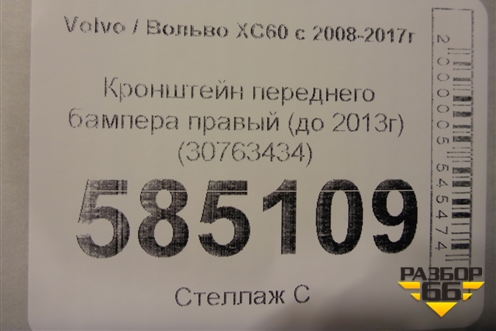 Volvo / Вольво XC60 с 2008-2017г
Кронштейн переднего
бампера правый (до 2013г)
(30763434)
585109
Стеллаж С
2000005545474
РАЗБОР
66